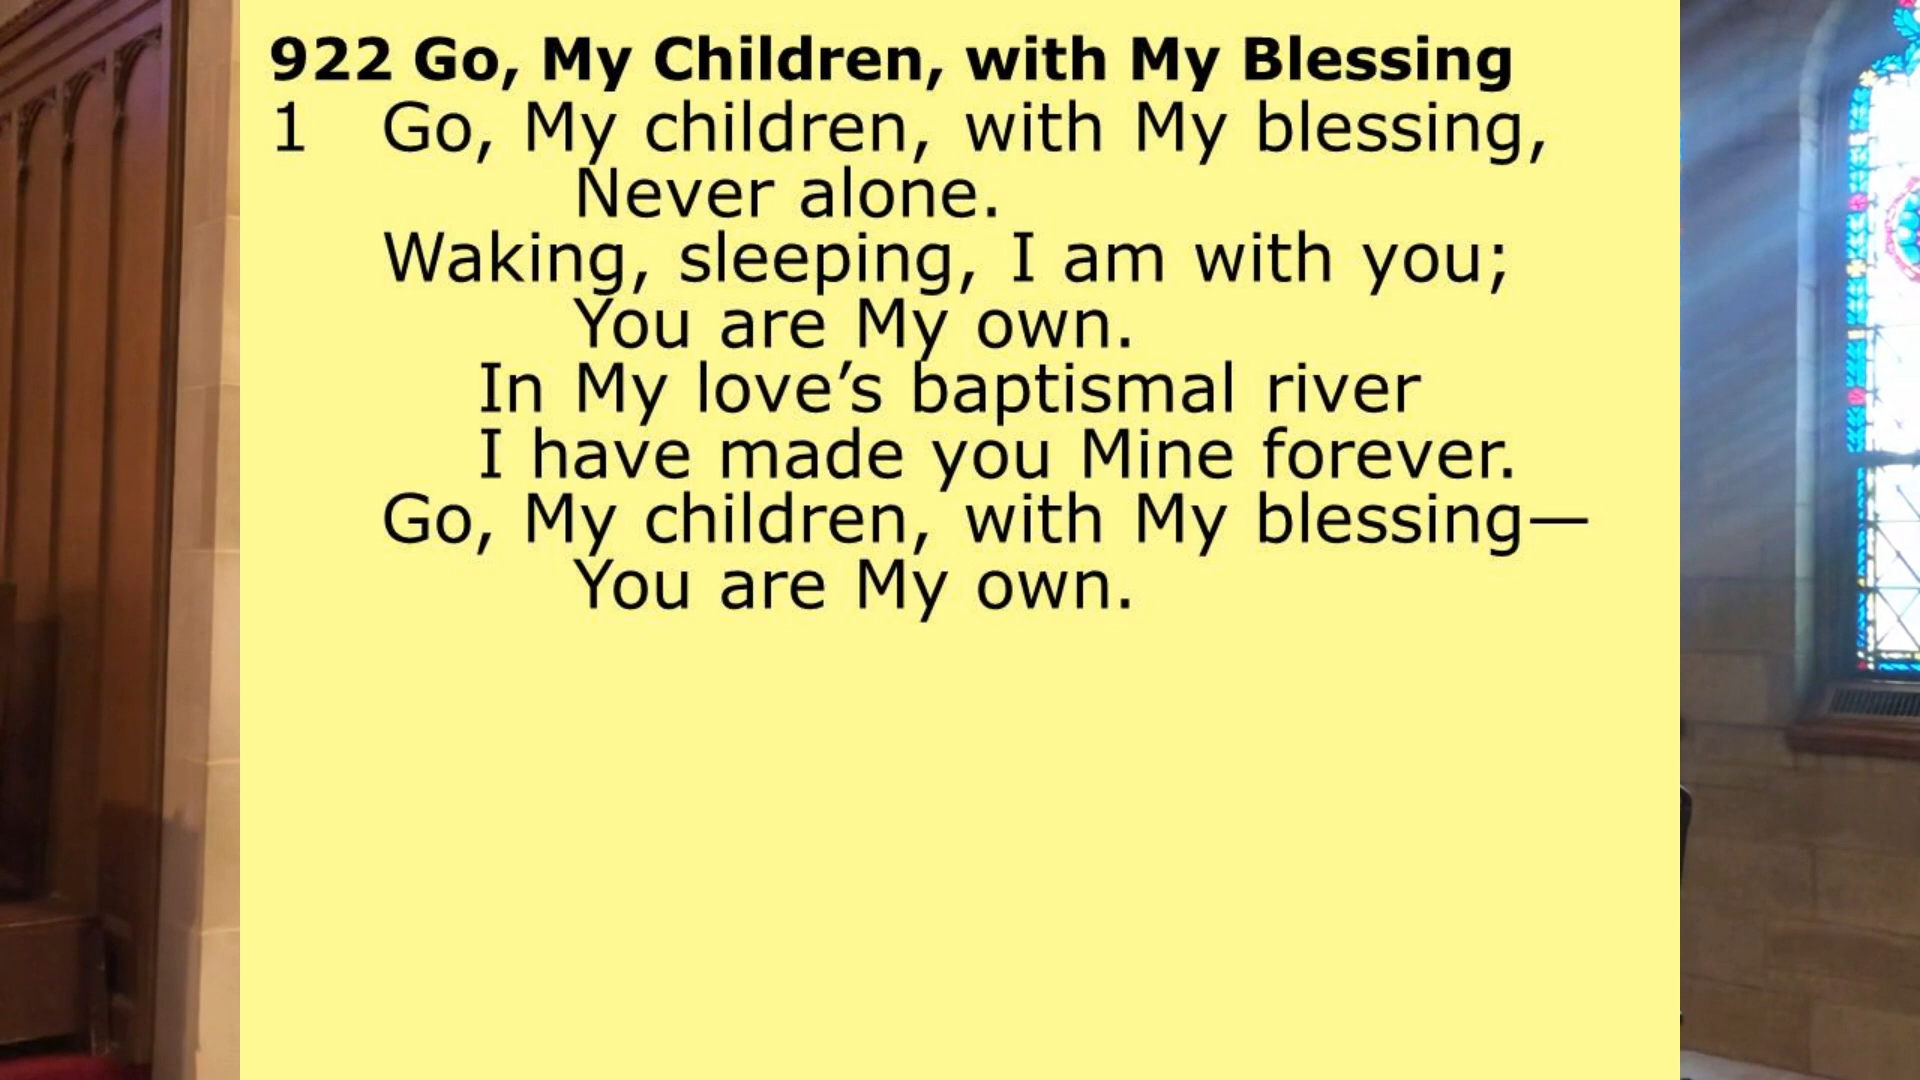 922 Go, My Children, with My Blessing
1 Go, My children, with My blessing,
Never alone.
Waking, sleeping, I am with you;
You are My own.
In My love’s baptismal river
I have made you Mine forever.
Go, My children, with My blessing—
You are My own.